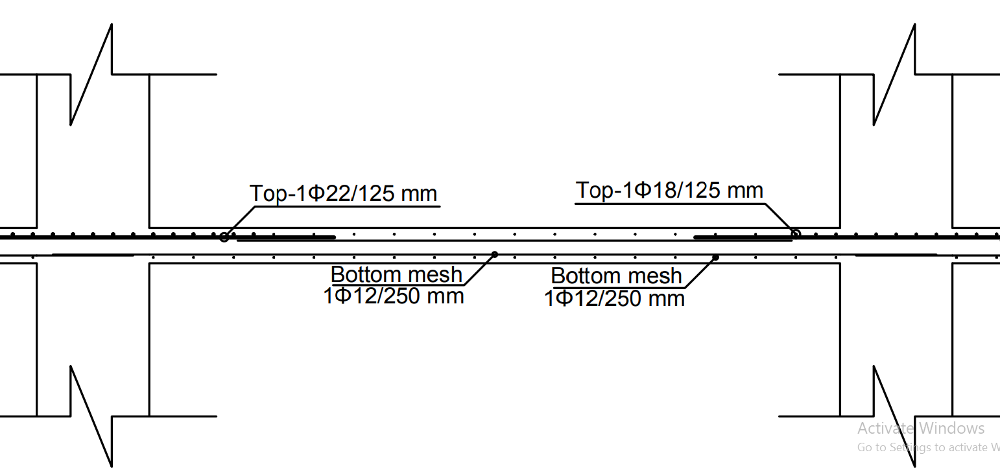 Top-1Φ22/125 mm
Top-1Φ18/125 mm
Bottom mesh
1Φ12/250 mm
Bottom mesh
1Φ12/250 mm
Activate Windows
Go to Settings to activate W